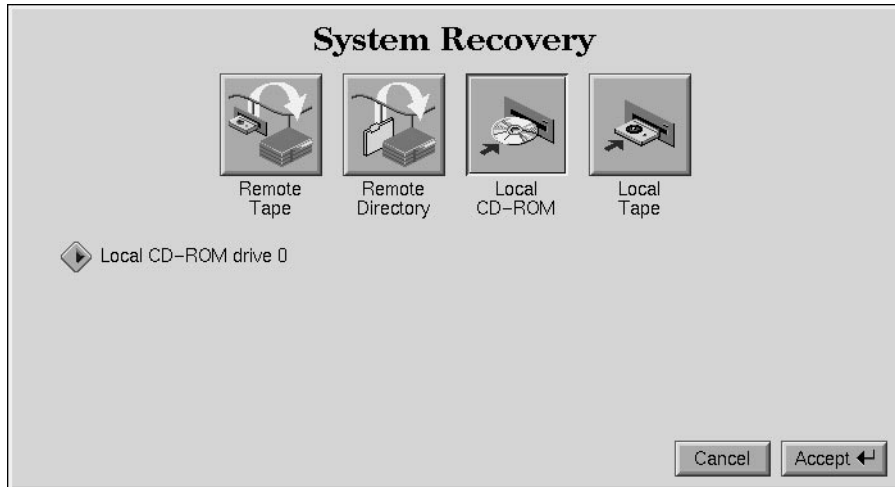 System Recovery
Remote
Tape
Remote
Directory
Local
CD-ROM
Local
Tape
Local CD-ROM drive 0
Cancel
Accept